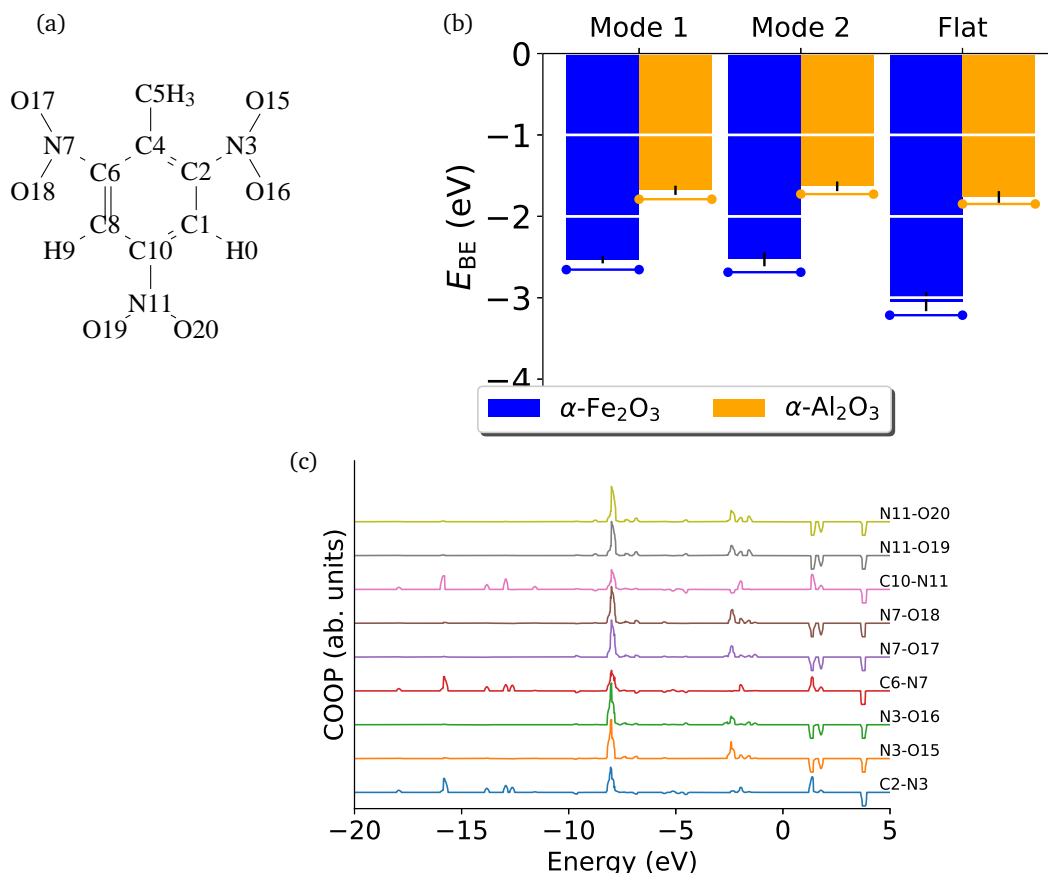 (a)
C5H₃
O17
O15
N7
C4
N3
C6
C2
O18
O16
C8
C1
H9
C10
H0
N11
O19
O20
(b)
Mode 1
Mode 2
Flat
0
−1
−2
−3
−4
E_BE (eV)
α-Fe₂O₃
α-Al₂O₃
(c)
COOP (ab. units)
N11-O20
N11-O19
C10-N11
N7-O18
N7-O17
C6-N7
N3-O16
N3-O15
C2-N3
−20
−15
−10
−5
0
5
Energy (eV)